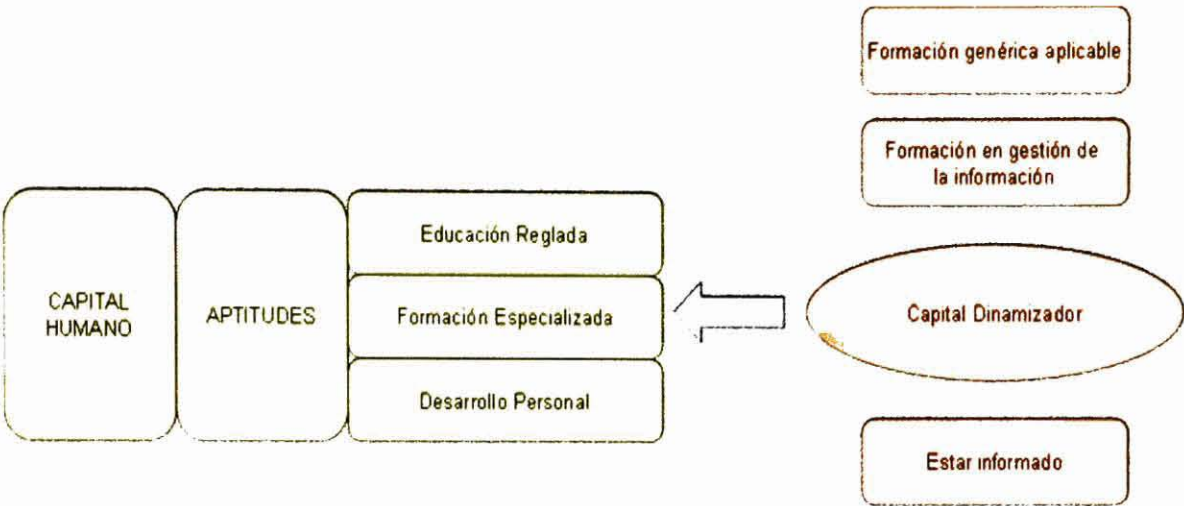 Formación genérica aplicable
Formación en gestión de
la información
Educación Reglada
CAPITAL
HUMANO
APTITUDES
Formación Especializada
Capital Dinamizador
Desarrollo Personal
Estar informado